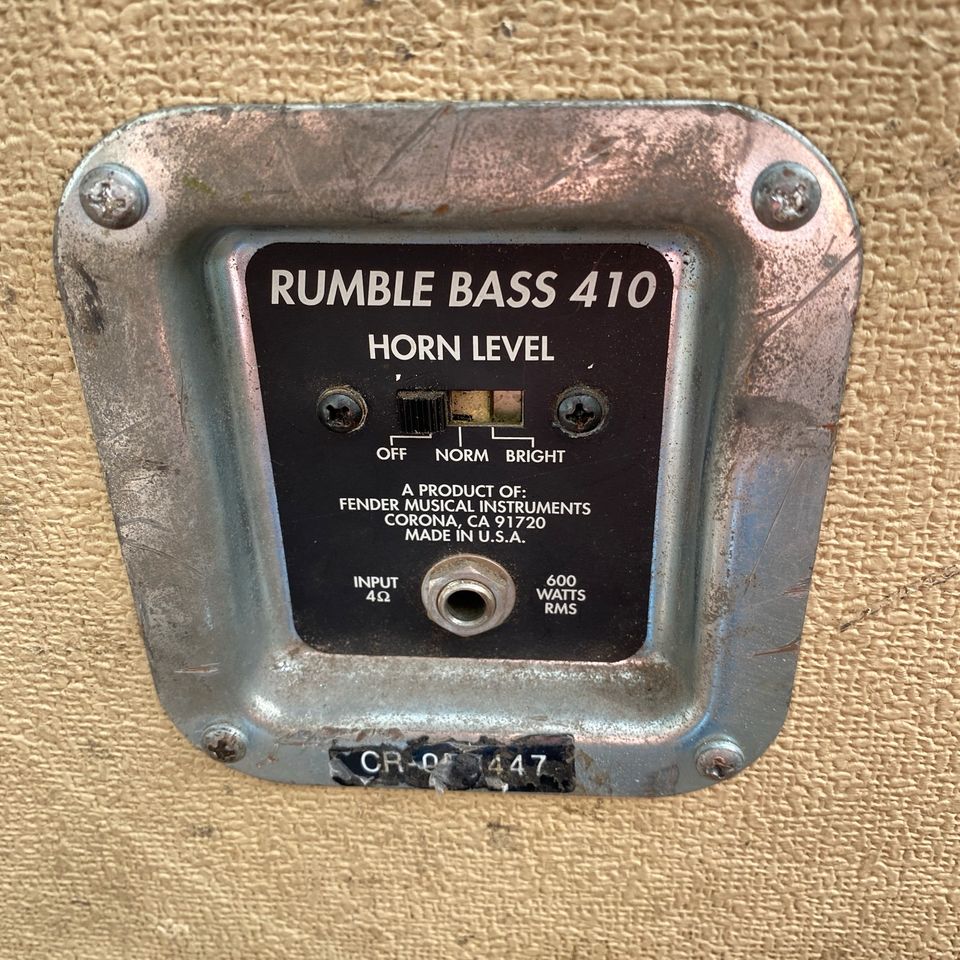 RUMBLE BASS 410
HORN LEVEL
OFF NORM BRIGHT
A PRODUCT OF:
FENDER MUSICAL INSTRUMENTS
CORONA, CA 91720
MADE IN U.S.A.
INPUT
4Ω
600
WATTS
RMS